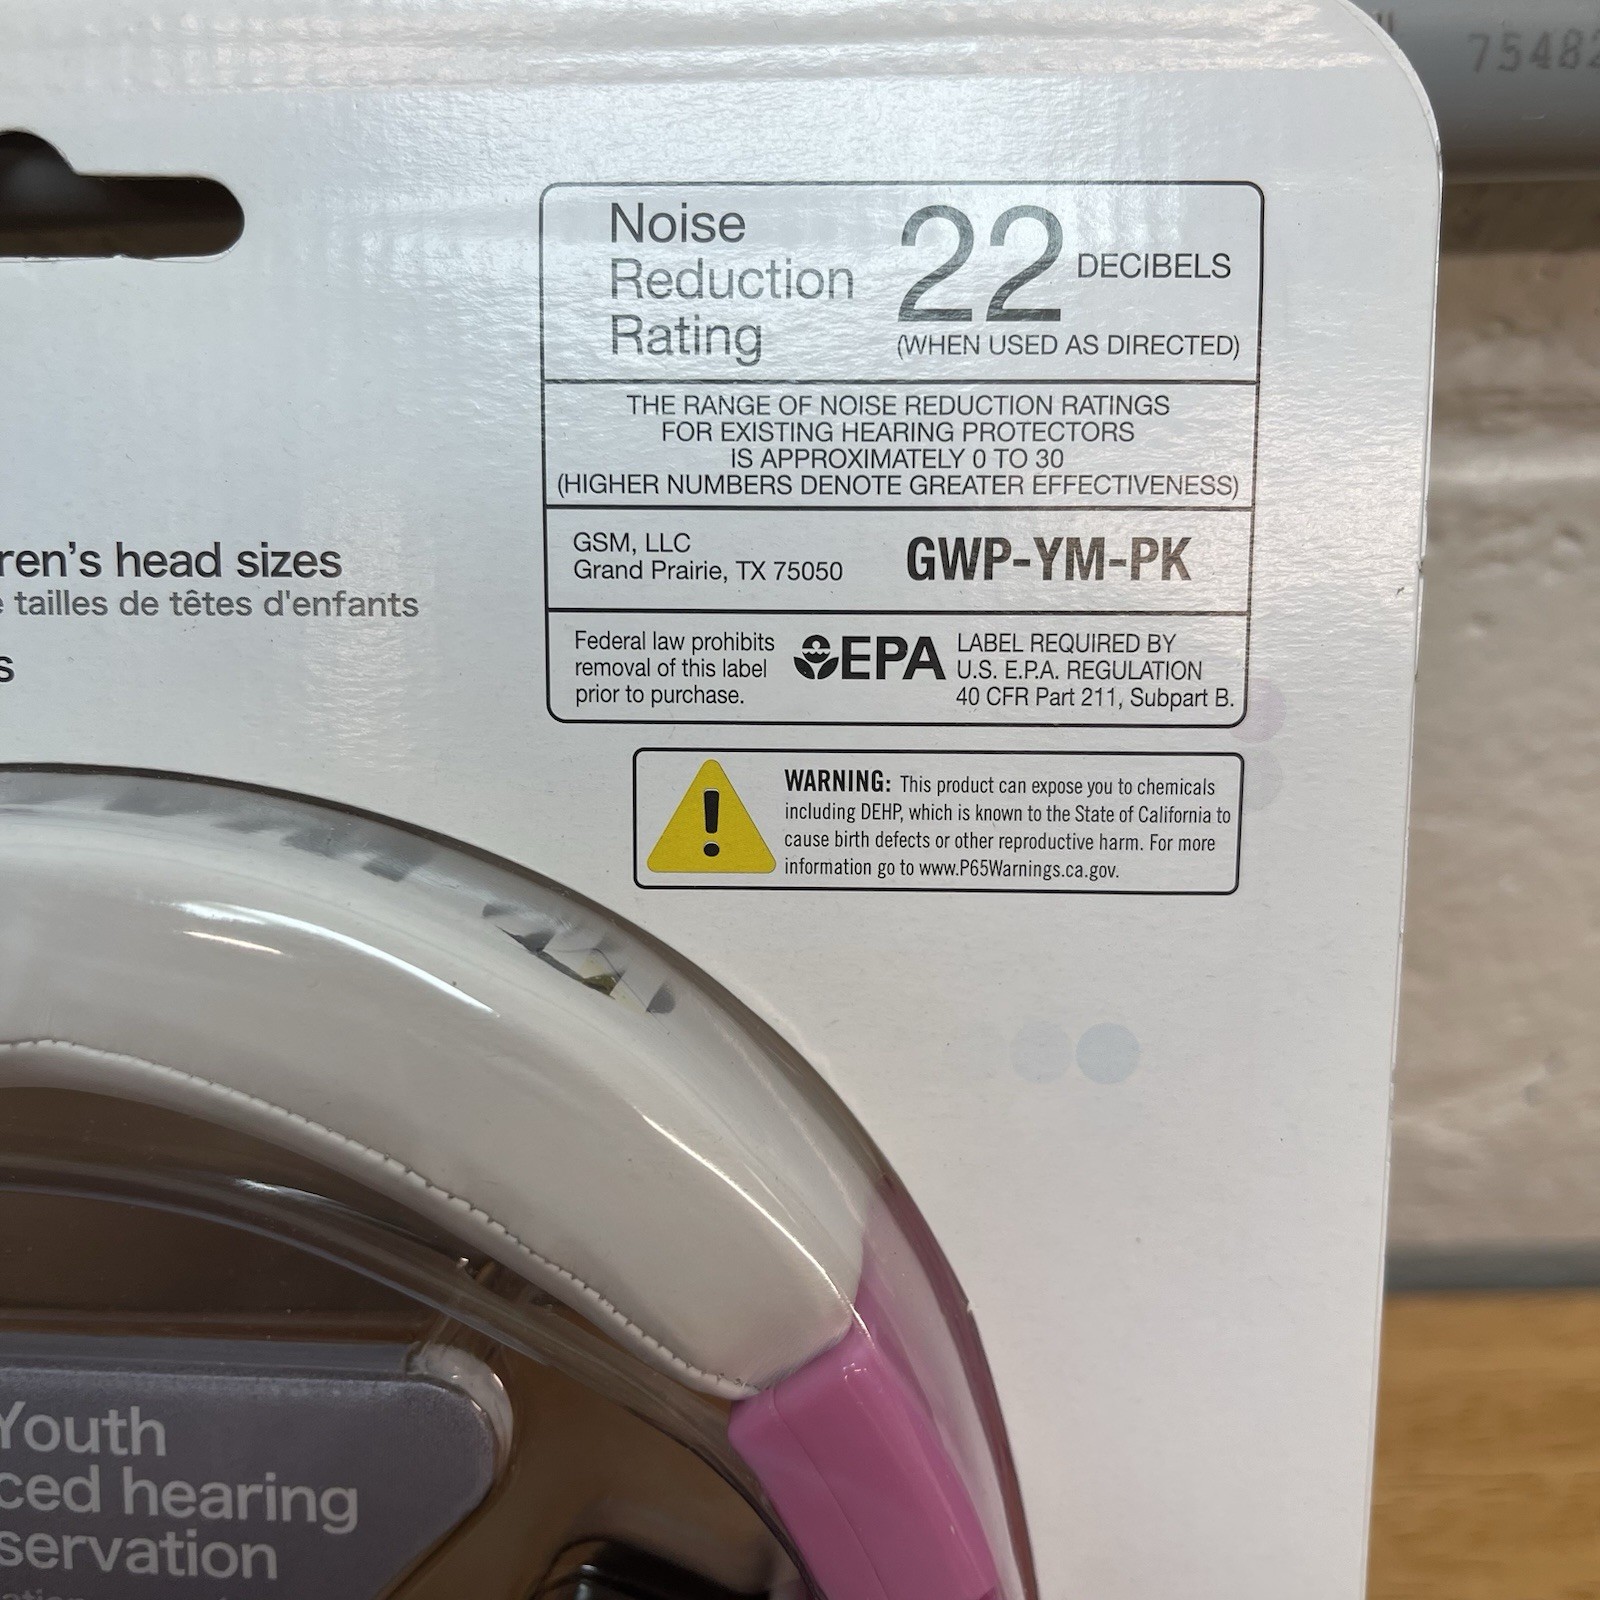 75482
Noise
Reduction
Rating
22 DECIBELS
(WHEN USED AS DIRECTED)
THE RANGE OF NOISE REDUCTION RATINGS
FOR EXISTING HEARING PROTECTORS
IS APPROXIMATELY 0 TO 30
(HIGHER NUMBERS DENOTE GREATER EFFECTIVENESS)
GSM, LLC
Grand Prairie, TX 75050
GWP-YM-PK
Federal law prohibits
removal of this label
prior to purchase.
EPA
LABEL REQUIRED BY
U.S. E.P.A. REGULATION
40 CFR Part 211, Subpart B.
WARNING: This product can expose you to chemicals
including DEHP, which is known to the State of California to
cause birth defects or other reproductive harm. For more
information go to www.P65Warnings.ca.gov.
ren's head sizes
tailles de têtes d'enfants
s
Youth
ced hearing
servation